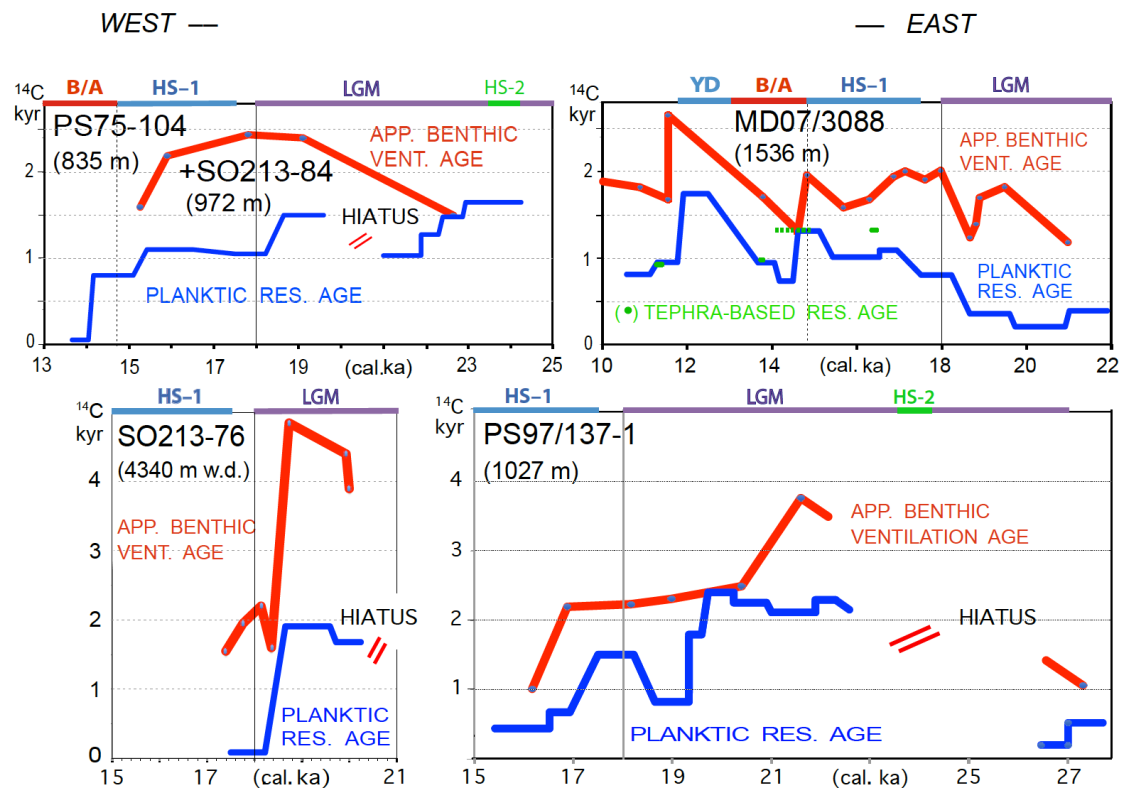 WEST —
— EAST
B/A HS–1 LGM HS-2
14C
kyr
PS75-104
(835 m)
+SO213-84
(972 m)
APP. BENTHIC
VENT. AGE
HIATUS
PLANKTIC RES. AGE
2
1
0
13 15 17 19 (cal.ka) 23 25
YD B/A HS–1 LGM
14C
kyr
MD07/3088
(1536 m)
APP. BENTHIC
VENT. AGE
PLANKTIC
RES. AGE
(•) TEPHRA-BASED RES. AGE
2
1
0
10 12 14 (cal. ka) 18 20 22
HS–1 LGM
14C
kyr
SO213-76
(4340 m w.d.)
APP. BENTHIC
VENT. AGE
HIATUS
PLANKTIC
RES. AGE
4
3
2
1
0
15 17 (cal. ka) 21
HS–1 LGM HS-2
14C
kyr
PS97/137-1
(1027 m)
APP. BENTHIC
VENTILATION AGE
HIATUS
PLANKTIC RES. AGE
4
3
2
1
15 17 19 21 (cal. ka) 25 27